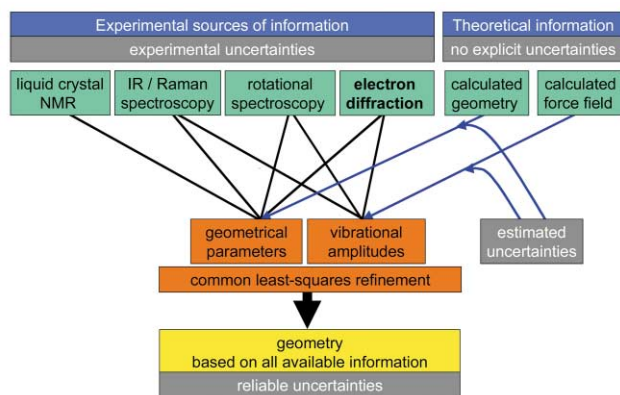 Experimental sources of information
Theoretical information
experimental uncertainties
no explicit uncertainties
liquid crystal
NMR
IR / Raman
spectroscopy
rotational
spectroscopy
electron
diffraction
calculated
geometry
calculated
force field
geometrical
parameters
vibrational
amplitudes
estimated
uncertainties
common least-squares refinement
geometry
based on all available information
reliable uncertainties